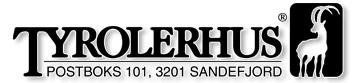 TYROLERHUS®
POSTBOKS 101, 3201 SANDEFJORD